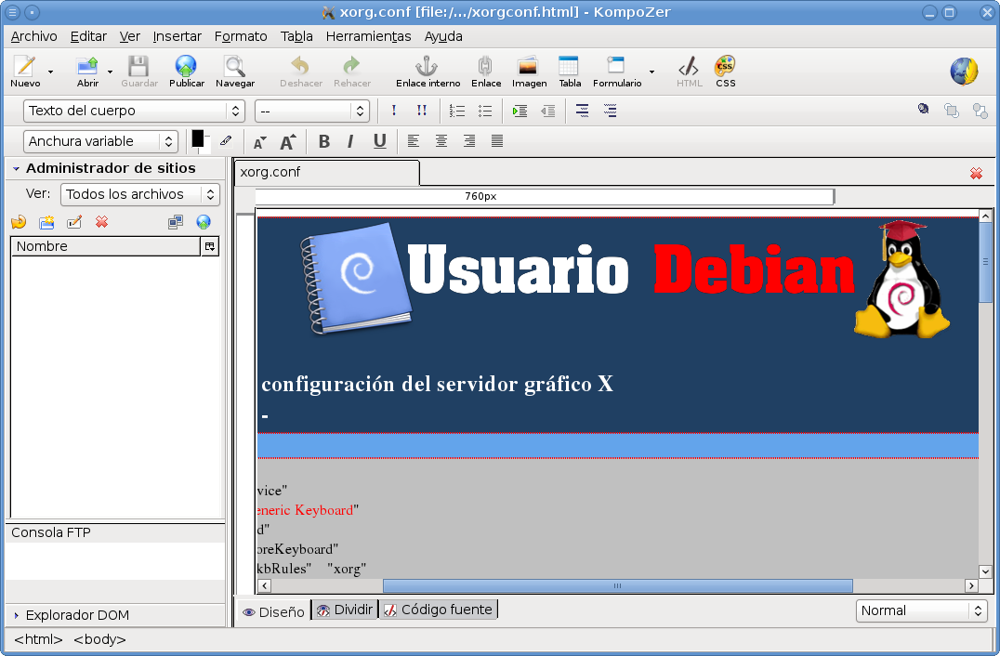 xorg.conf [file:/.../xorgconf.html] - KompoZer
Archivo Editar Ver Insertar Formato Tabla Herramientas Ayuda
Nuevo Abrir Guardar Publicar Navegar Deshacer Rehacer Enlace interno Enlace Imagen Tabla Formulario HTML CSS
Texto del cuerpo -- ! !!
Anchura variable A A B I U
Administrador de sitios
Ver: Todos los archivos
Nombre
Consola FTP
Explorador DOM
xorg.conf
760px
Usuario Debian
configuración del servidor gráfico X
-
vice"
eneric Keyboard"
d"
oreKeyboard"
kbRules" "xorg"
Diseño Dividir Código fuente Normal
<html> <body>